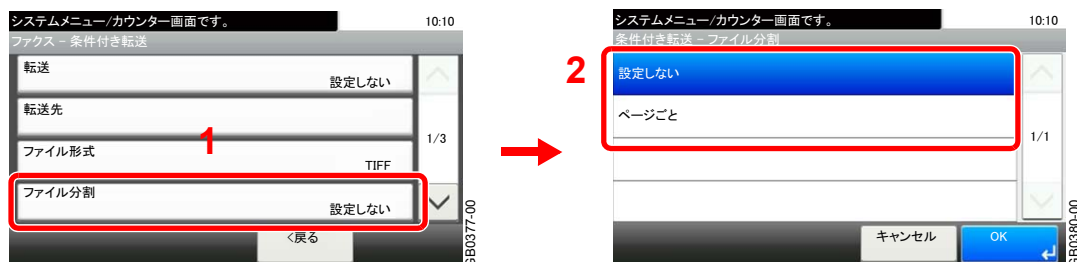 システムメニュー/カウンター画面です。
10:10
ファクス - 条件付き転送
転送
設定しない
転送先
1
1/3
ファイル形式
TIFF
ファイル分割
設定しない
<戻る
GB0377-00
システムメニュー/カウンター画面です。
10:10
条件付き転送 - ファイル分割
2
設定しない
ページごと
1/1
キャンセル
OK
GB0380-00